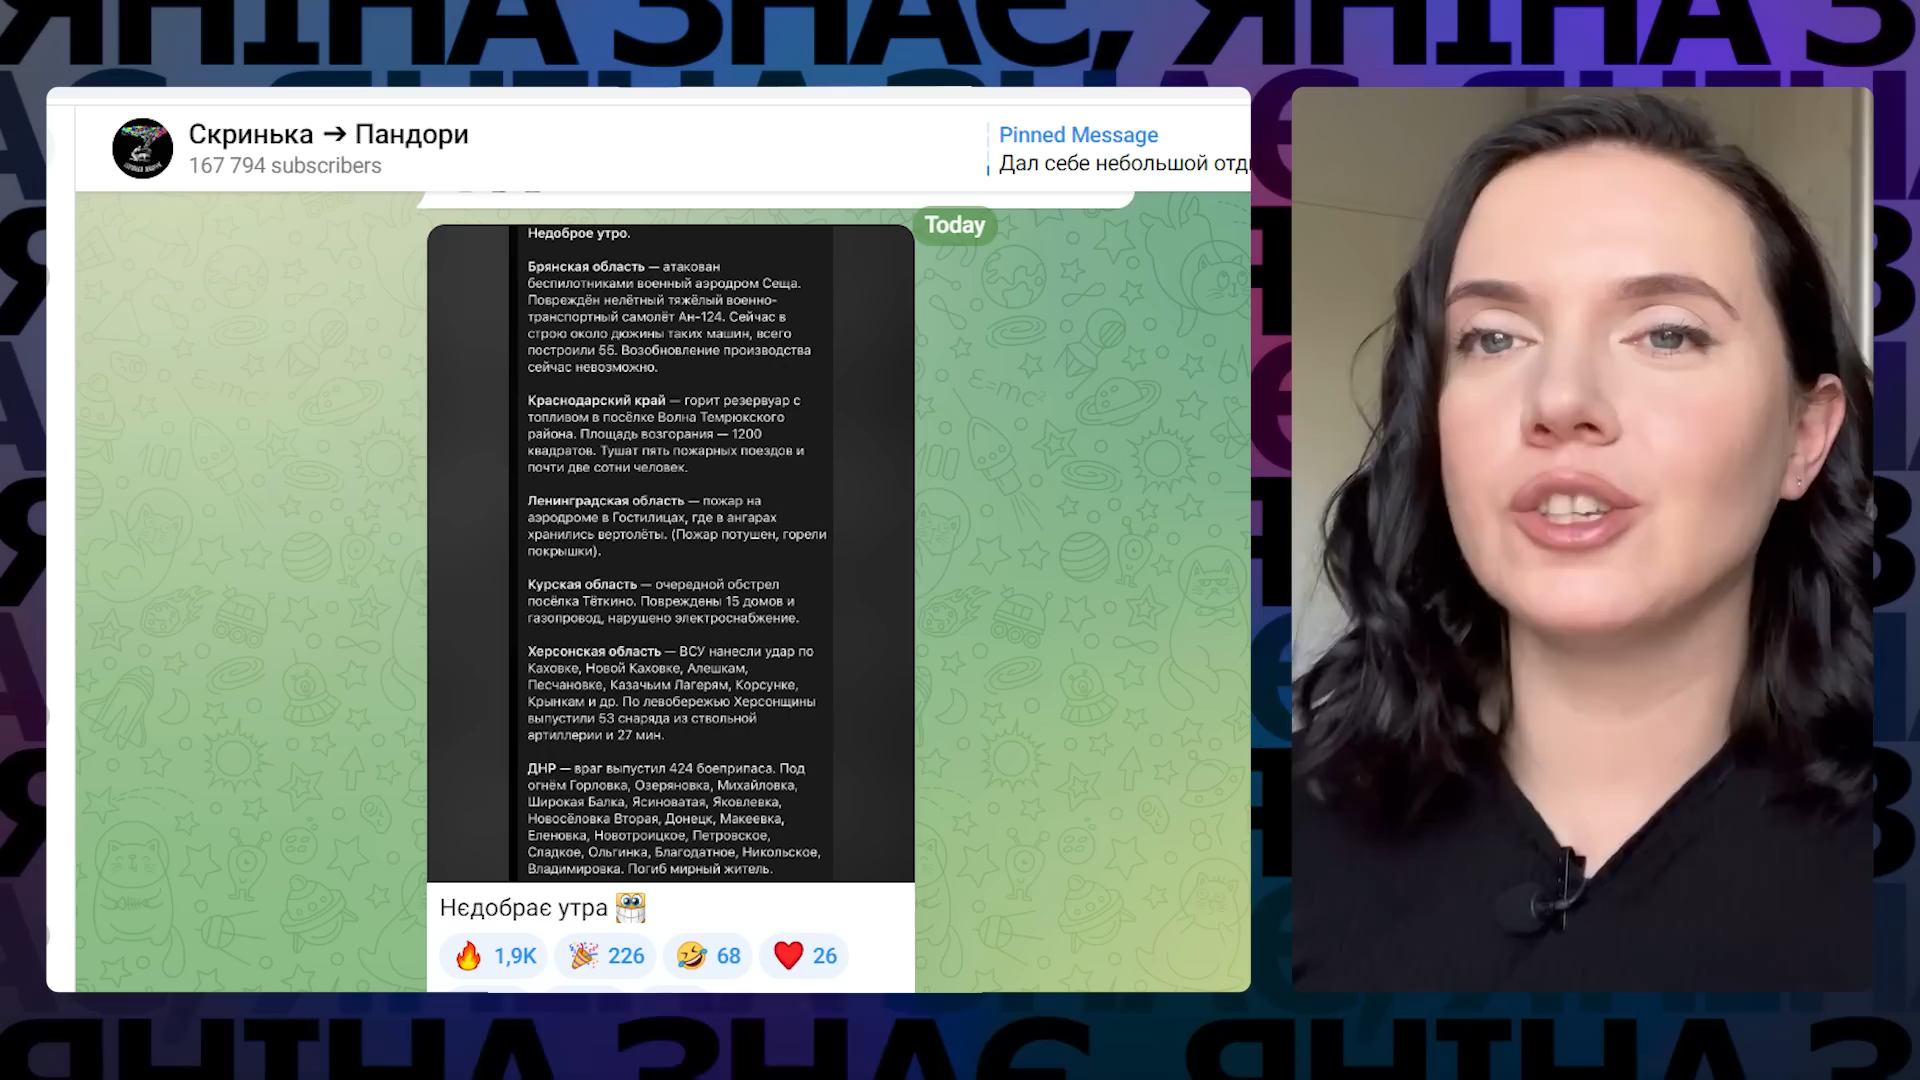 ЯНІНА ЗНАЄ, ЯНІНА З
Скринька → Пандори
167 794 subscribers
Pinned Message
Дал себе небольшой отд
Today
Недоброе утро.
Брянская область — атакован
беспилотниками военный аэродром Сеща.
Повреждён нелётный тяжёлый военно-
транспортный самолёт Ан-124. Сейчас в
строю около дюжины таких машин, всего
построили 55. Возобновление производства
сейчас невозможно.
Краснодарский край — горит резервуар с
топливом в посёлке Волна Темрюкского
района. Площадь возгорания — 1200
квадратов. Тушат пять пожарных поездов и
почти две сотни человек.
Ленинградская область — пожар на
аэродроме в Гостилицах, где в ангарах
хранились вертолёты. (Пожар потушен, горели
покрышки).
Курская область — очередной обстрел
посёлка Тёткино. Повреждены 15 домов и
газопровод, нарушено электроснабжение.
Херсонская область — ВСУ нанесли удар по
Каховке, Новой Каховке, Алешкам,
Песчановке, Казачьим Лагерям, Корсунке,
Крынкам и др. По левобережью Херсонщины
выпустили 53 снаряда из ствольной
артиллерии и 27 мин.
ДНР — враг выпустил 424 боеприпаса. Под
огнём Горловка, Озеряновка, Михайловка,
Широкая Балка, Ясиноватая, Яковлевка,
Новосёловка Вторая, Донецк, Макеевка,
Еленовка, Новотроицкое, Петровское,
Сладкое, Ольгинка, Благодатное, Никольское,
Владимировка. Погиб мирный житель.
Нєдобрає утра
1,9K 226 68 26
ЯНІНА ЗНАЄ, ЯНІНА З